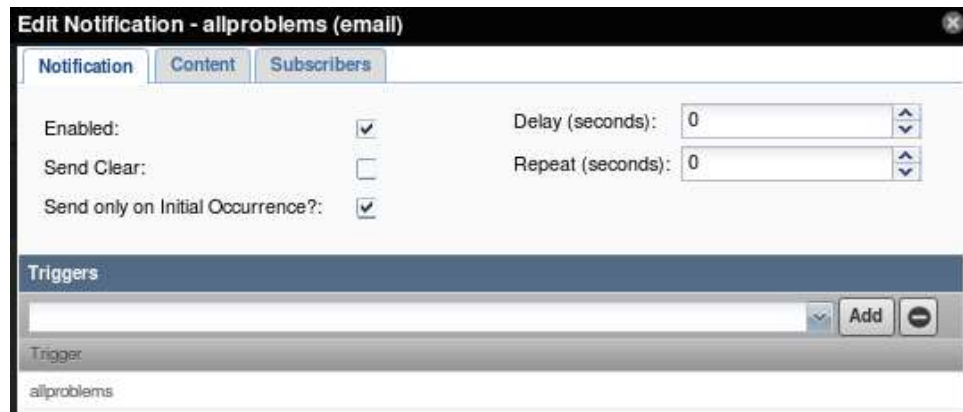 Edit Notification - allproblems (email)
Notification Content Subscribers
Enabled: Delay (seconds): 0
Send Clear: Repeat (seconds): 0
Send only on Initial Occurrence?:
Triggers
Add
Trigger
allproblems